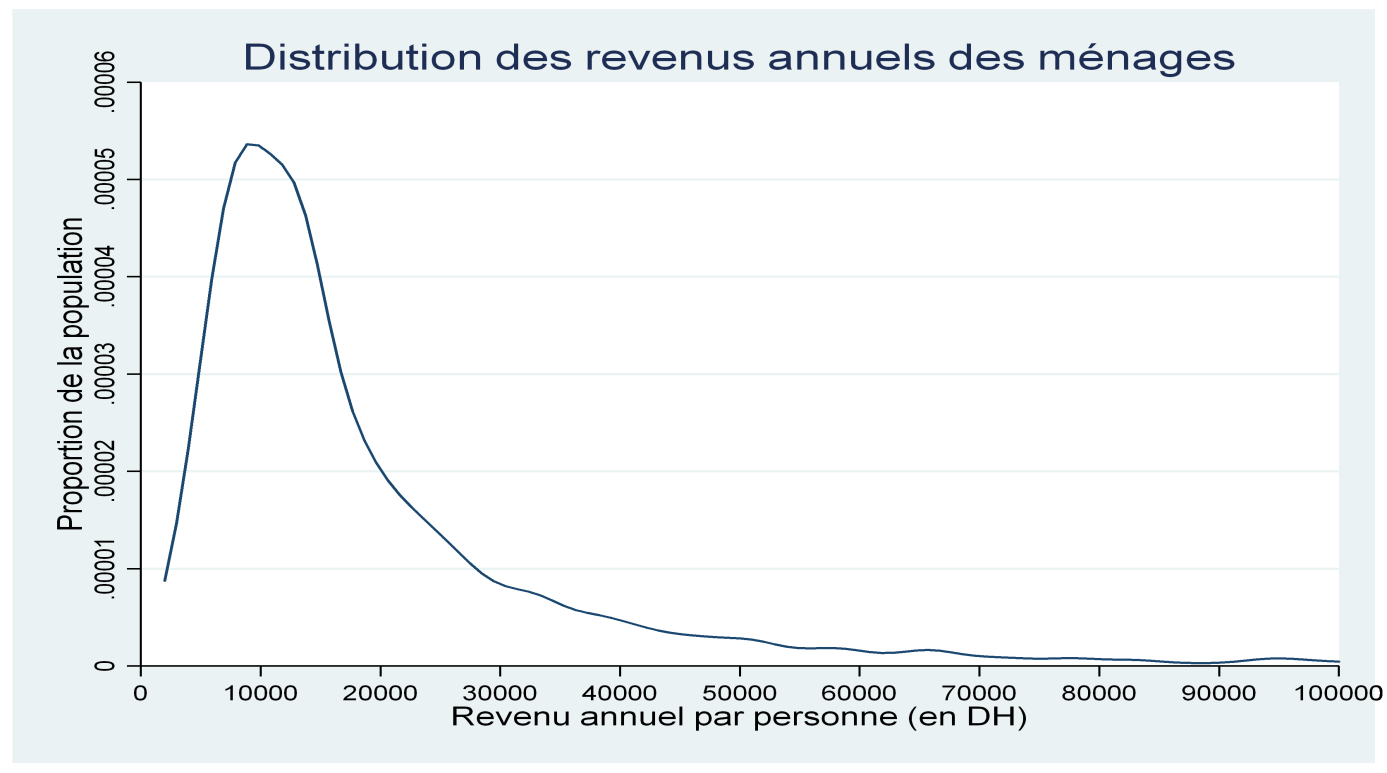 Distribution des revenus annuels des ménages
Proportion de la population
.00006
.00005
.00004
.00003
.00002
.00001
0
0 10000 20000 30000 40000 50000 60000 70000 80000 90000 100000
Revenu annuel par personne (en DH)